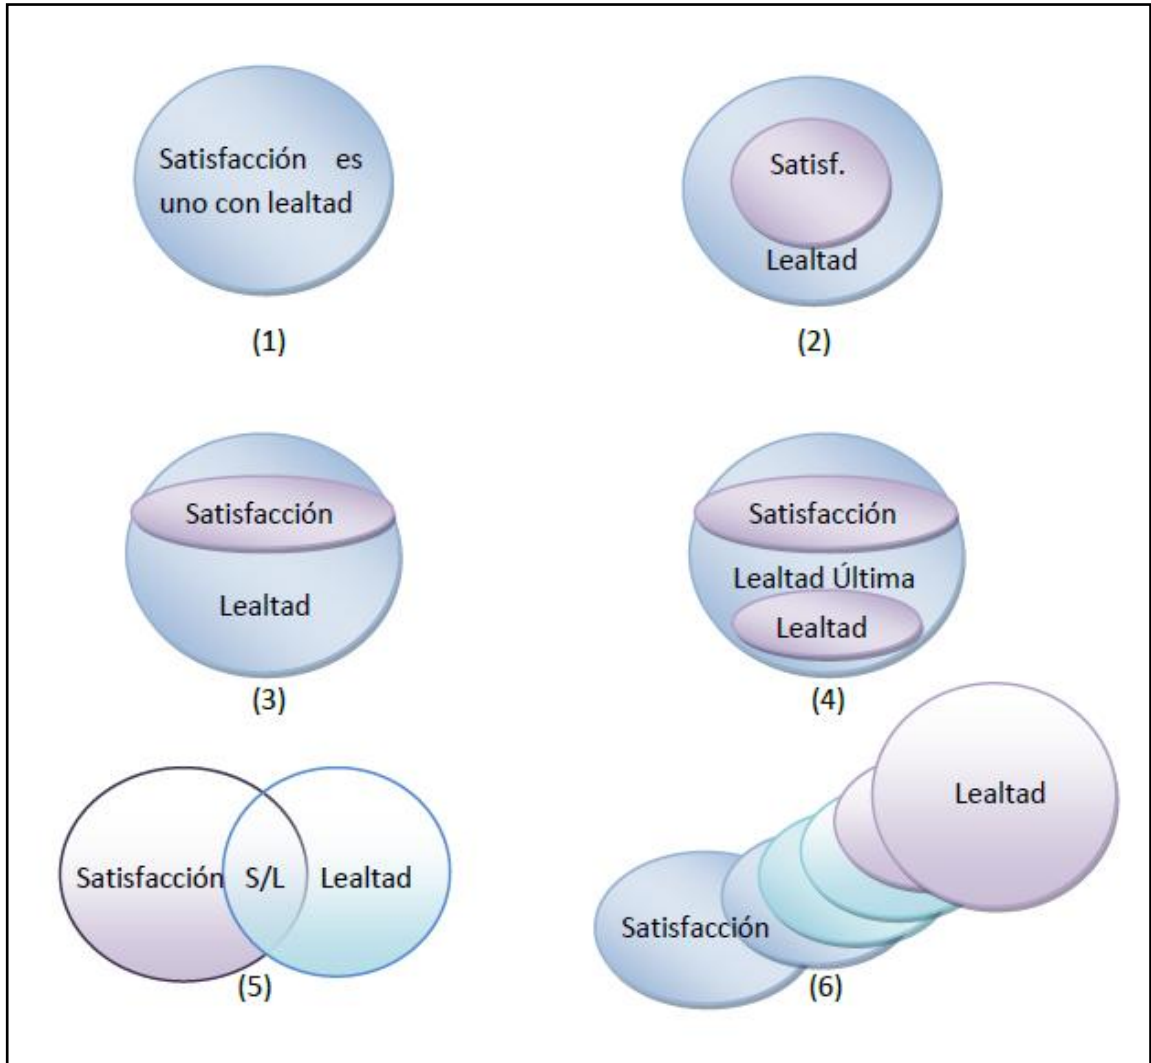 Satisfacción es
uno con lealtad
(1)
Satisf.
Lealtad
(2)
Satisfacción
Lealtad
(3)
Satisfacción
Lealtad Última
Lealtad
(4)
Satisfacción S/L Lealtad
(5)
Lealtad
Satisfacción
(6)